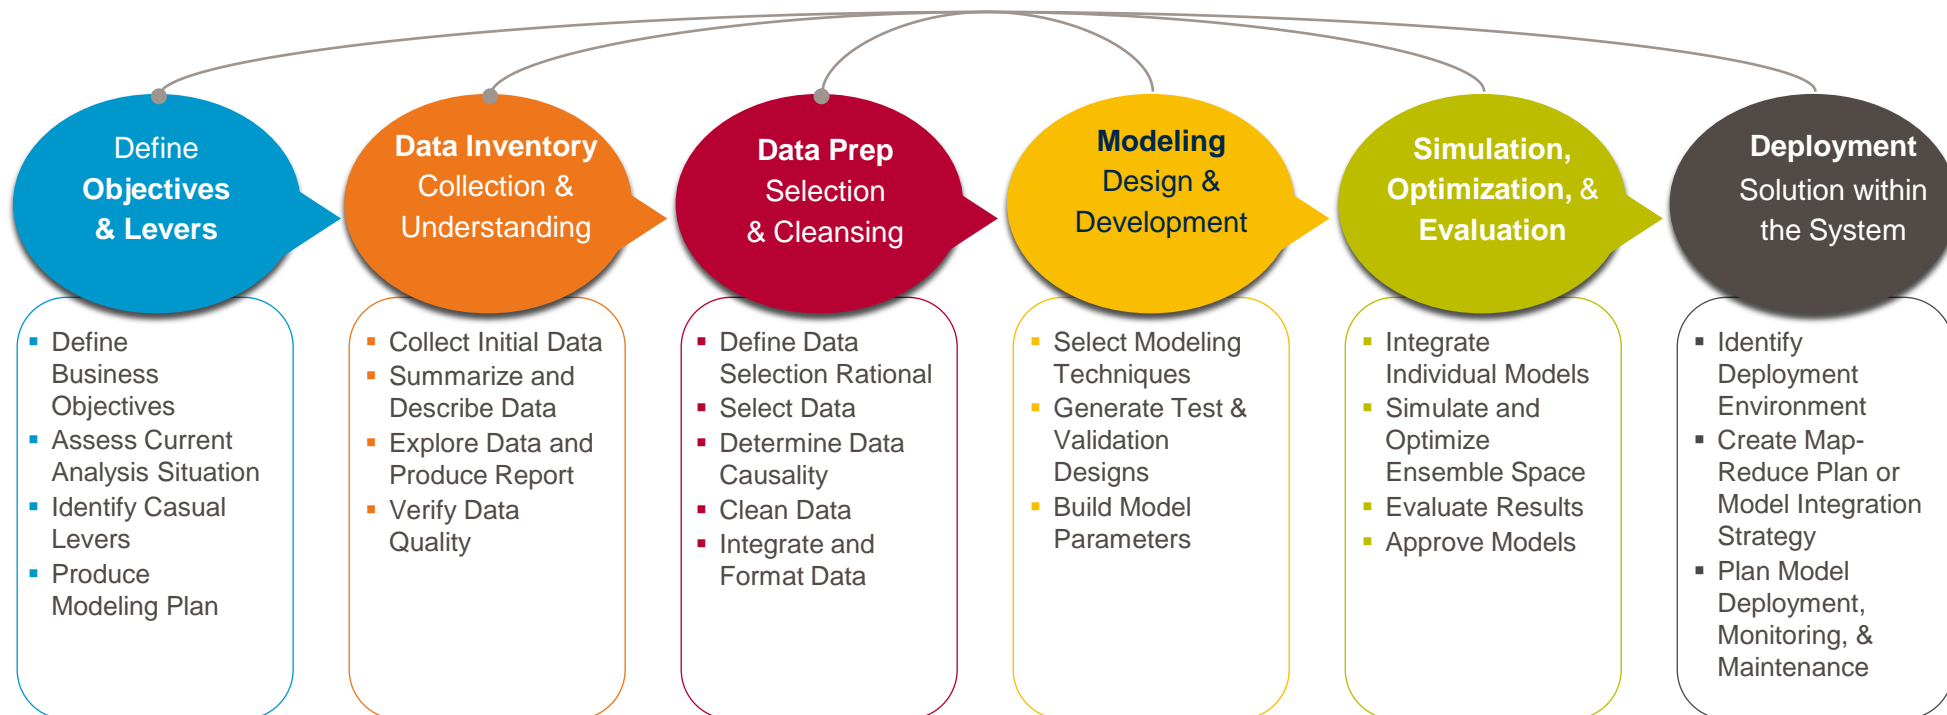 Define
Objectives
& Levers
Data Inventory
Collection &
Understanding
Data Prep
Selection
& Cleansing
Modeling
Design &
Development
Simulation,
Optimization, &
Evaluation
Deployment
Solution within
the System
Define
Business
Objectives
Assess Current
Analysis Situation
Identify Casual
Levers
Produce
Modeling Plan
Collect Initial Data
Summarize and
Describe Data
Explore Data and
Produce Report
Verify Data
Quality
Define Data
Selection Rational
Select Data
Determine Data
Causality
Clean Data
Integrate and
Format Data
Select Modeling
Techniques
Generate Test &
Validation
Designs
Build Model
Parameters
Integrate
Individual Models
Simulate and
Optimize
Ensemble Space
Evaluate Results
Approve Models
Identify
Deployment
Environment
Create Map-
Reduce Plan or
Model Integration
Strategy
Plan Model
Deployment,
Monitoring, &
Maintenance